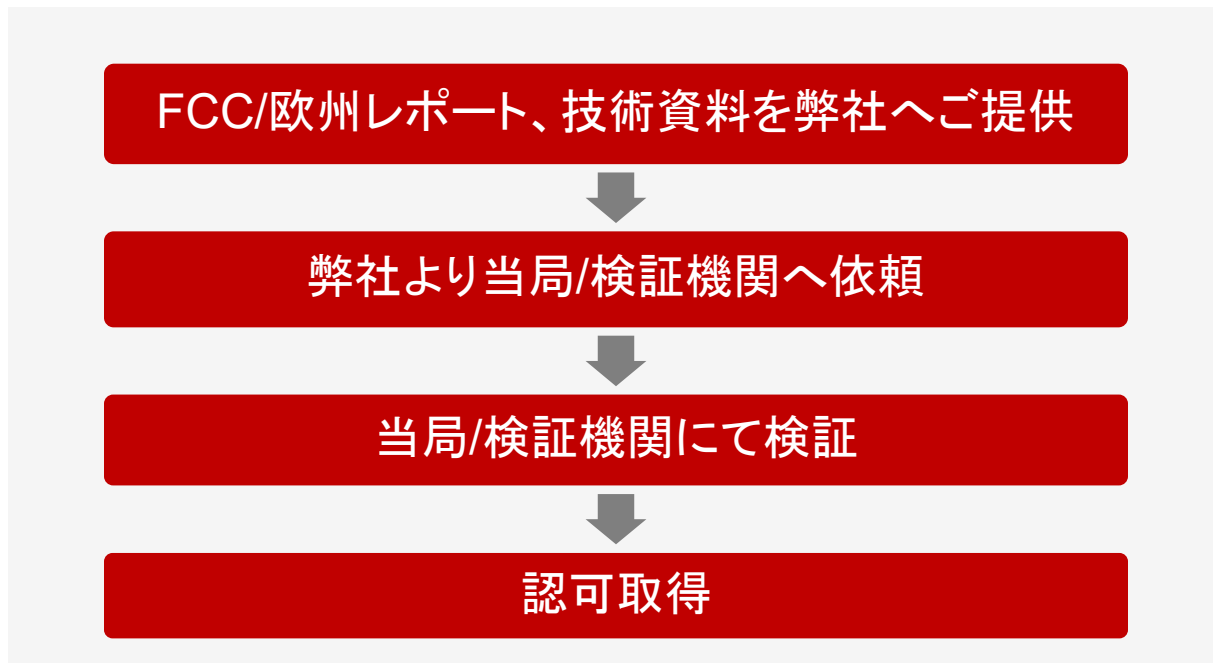 FCC/欧州レポート、技術資料を弊社へご提供
弊社より当局/検証機関へ依頼
当局/検証機関にて検証
認可取得